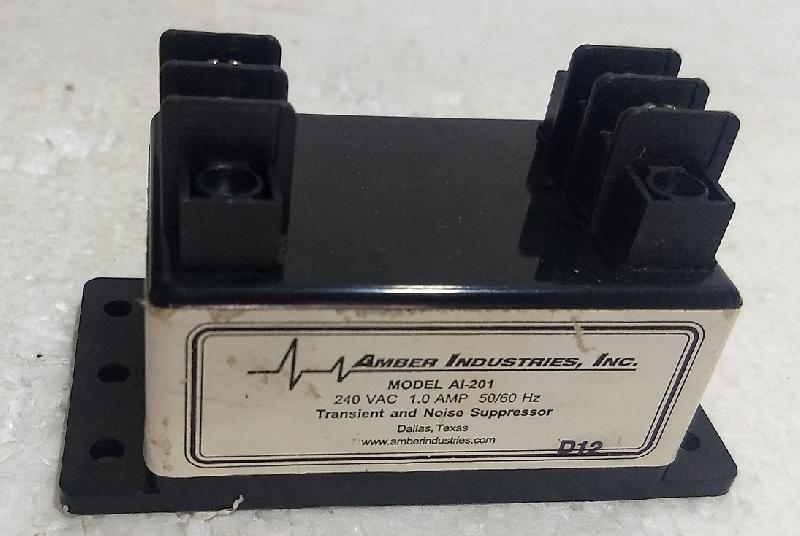 AMBER INDUSTRIES, INC.
MODEL AI-201
240 VAC 1.0 AMP 50/60 Hz
Transient and Noise Suppressor
Dallas, Texas
www.amberindustries.com
D12